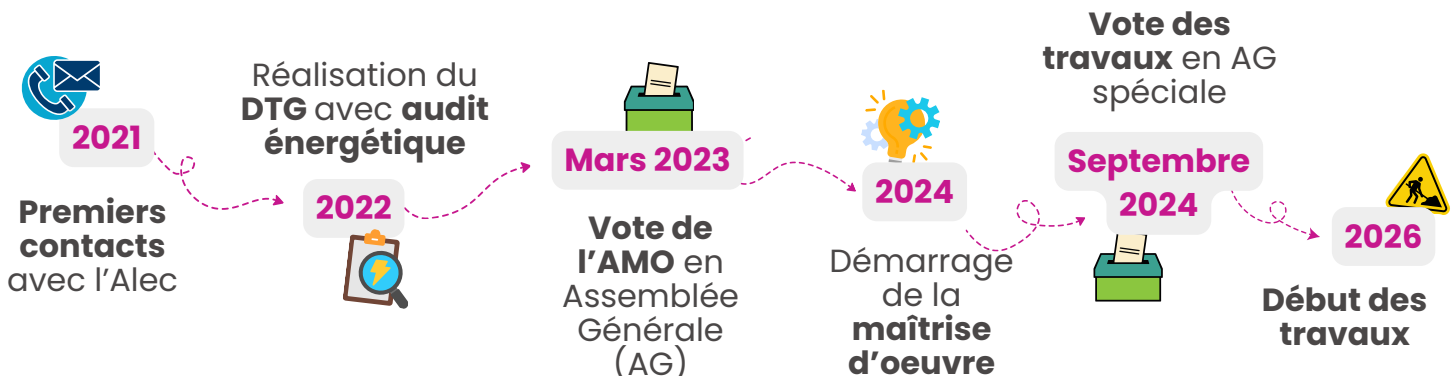 2021
Premiers
contacts
avec l’Alec
Réalisation du
DTG avec audit
énergétique
2022
Mars 2023
Vote de
l’AMO en
Assemblée
Générale
(AG)
2024
Démarrage
de la
maîtrise
d’oeuvre
Vote des
travaux en AG
spéciale
Septembre
2024
2026
Début des
travaux